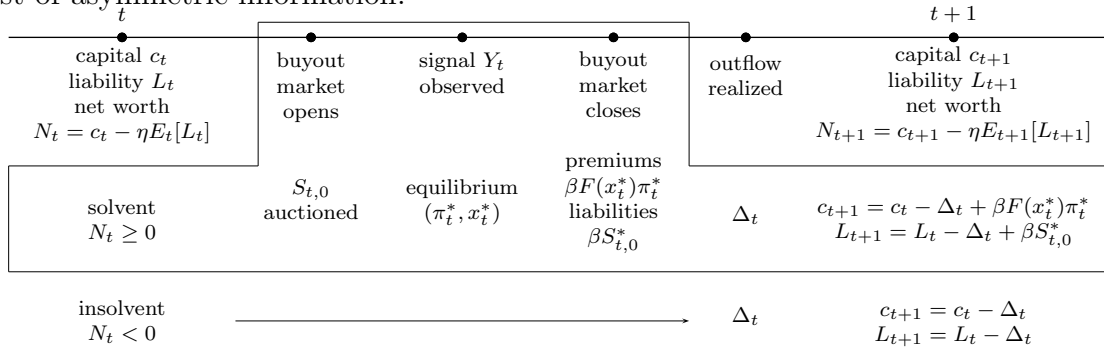 st of asymmetric information.
t
t + 1
capital c_t
liability L_t
net worth
N_t = c_t − ηE_t[L_t]
buyout
market
opens
signal Y_t
observed
buyout
market
closes
outflow
realized
capital c_{t+1}
liability L_{t+1}
net worth
N_{t+1} = c_{t+1} − ηE_{t+1}[L_{t+1}]
solvent
N_t ≥ 0
S_{t,0}
auctioned
equilibrium
(π_t^*, x_t^*)
premiums
βF(x_t^*)π_t^*
liabilities
βS_{t,0}^*
Δ_t
c_{t+1} = c_t − Δ_t + βF(x_t^*)π_t^*
L_{t+1} = L_t − Δ_t + βS_{t,0}^*
insolvent
N_t < 0
Δ_t
c_{t+1} = c_t − Δ_t
L_{t+1} = L_t − Δ_t